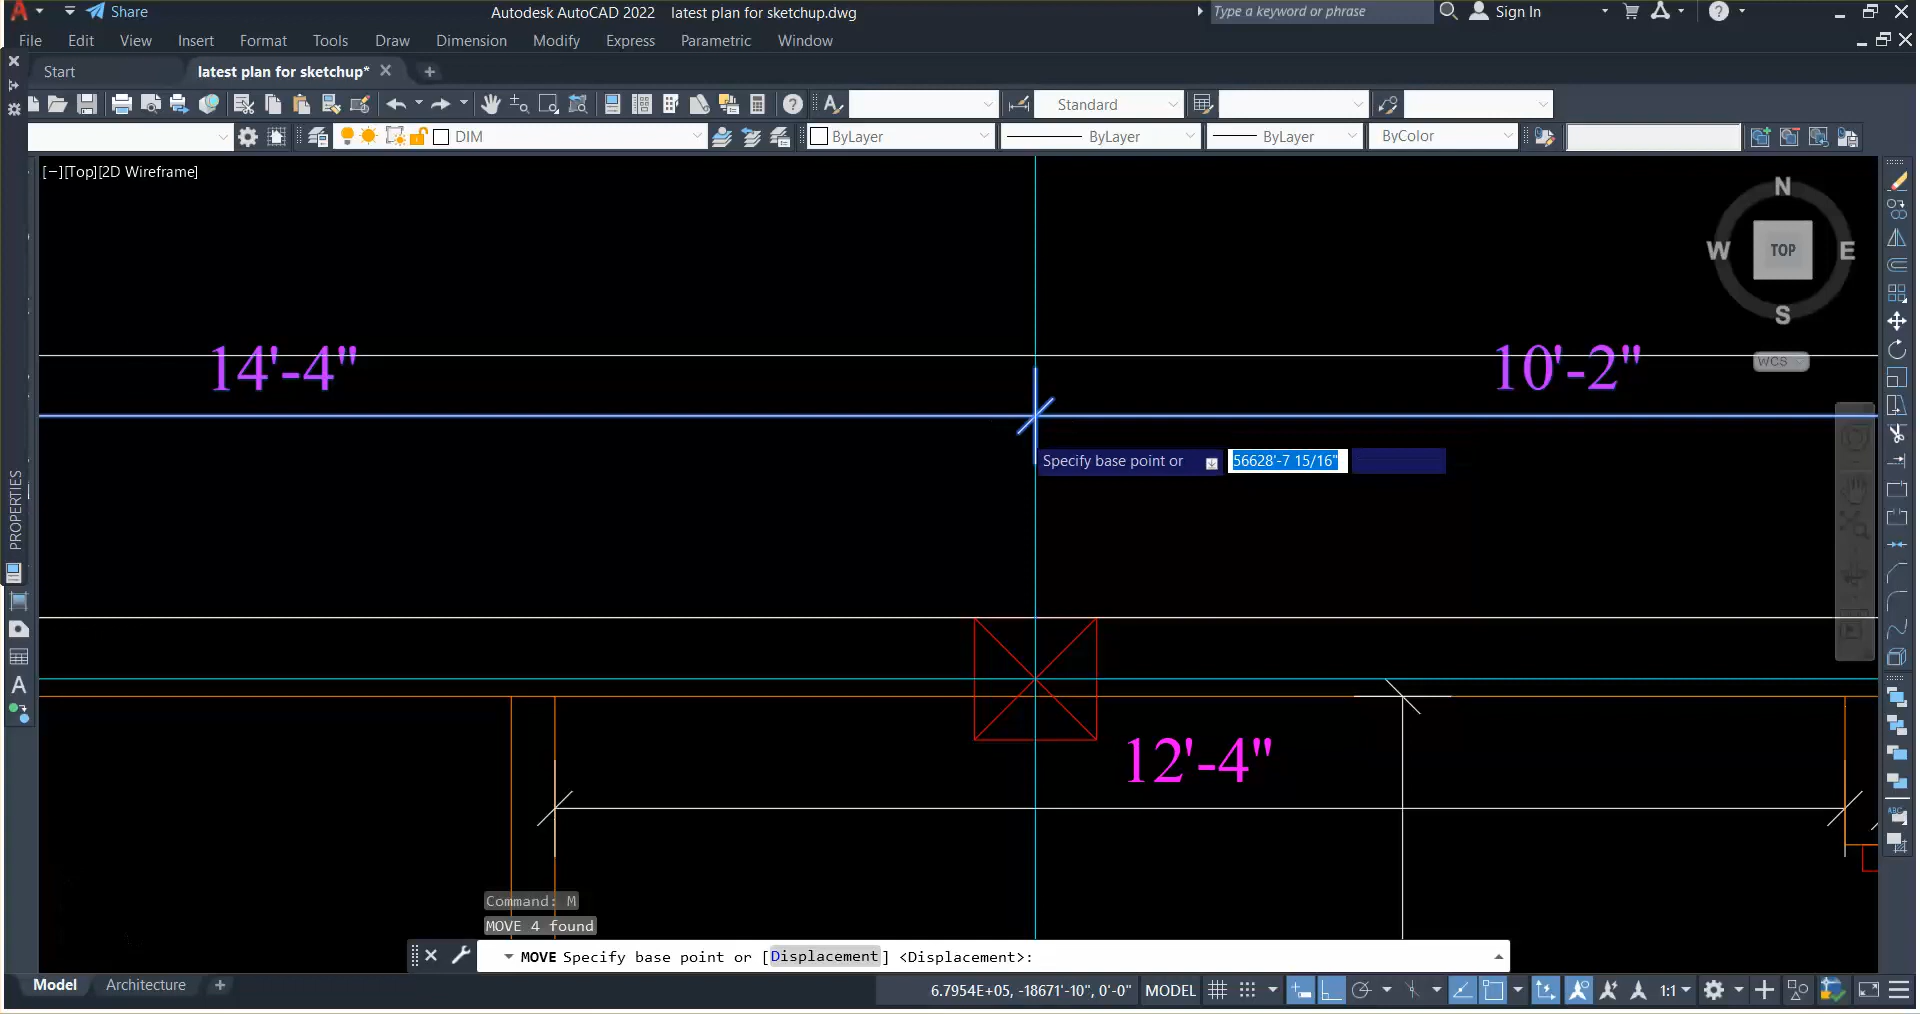 Share
Autodesk AutoCAD 2022 latest plan for sketchup.dwg
Type a keyword or phrase
Sign In
File Edit View Insert Format Tools Draw Dimension Modify Express Parametric Window
Start
latest plan for sketchup*
Standard
DIM
ByLayer
ByLayer
ByLayer
ByColor
[−][Top][2D Wireframe]
N
W
TOP
E
S
WCS
14'-4"
10'-2"
Specify base point or
56628'-7 15/16"
PROPERTIES
12'-4"
Command: M
MOVE 4 found
MOVE Specify base point or [Displacement] <Displacement>:
Model
Architecture
6.7954E+05, -18671'-10", 0'-0"
MODEL
1:1